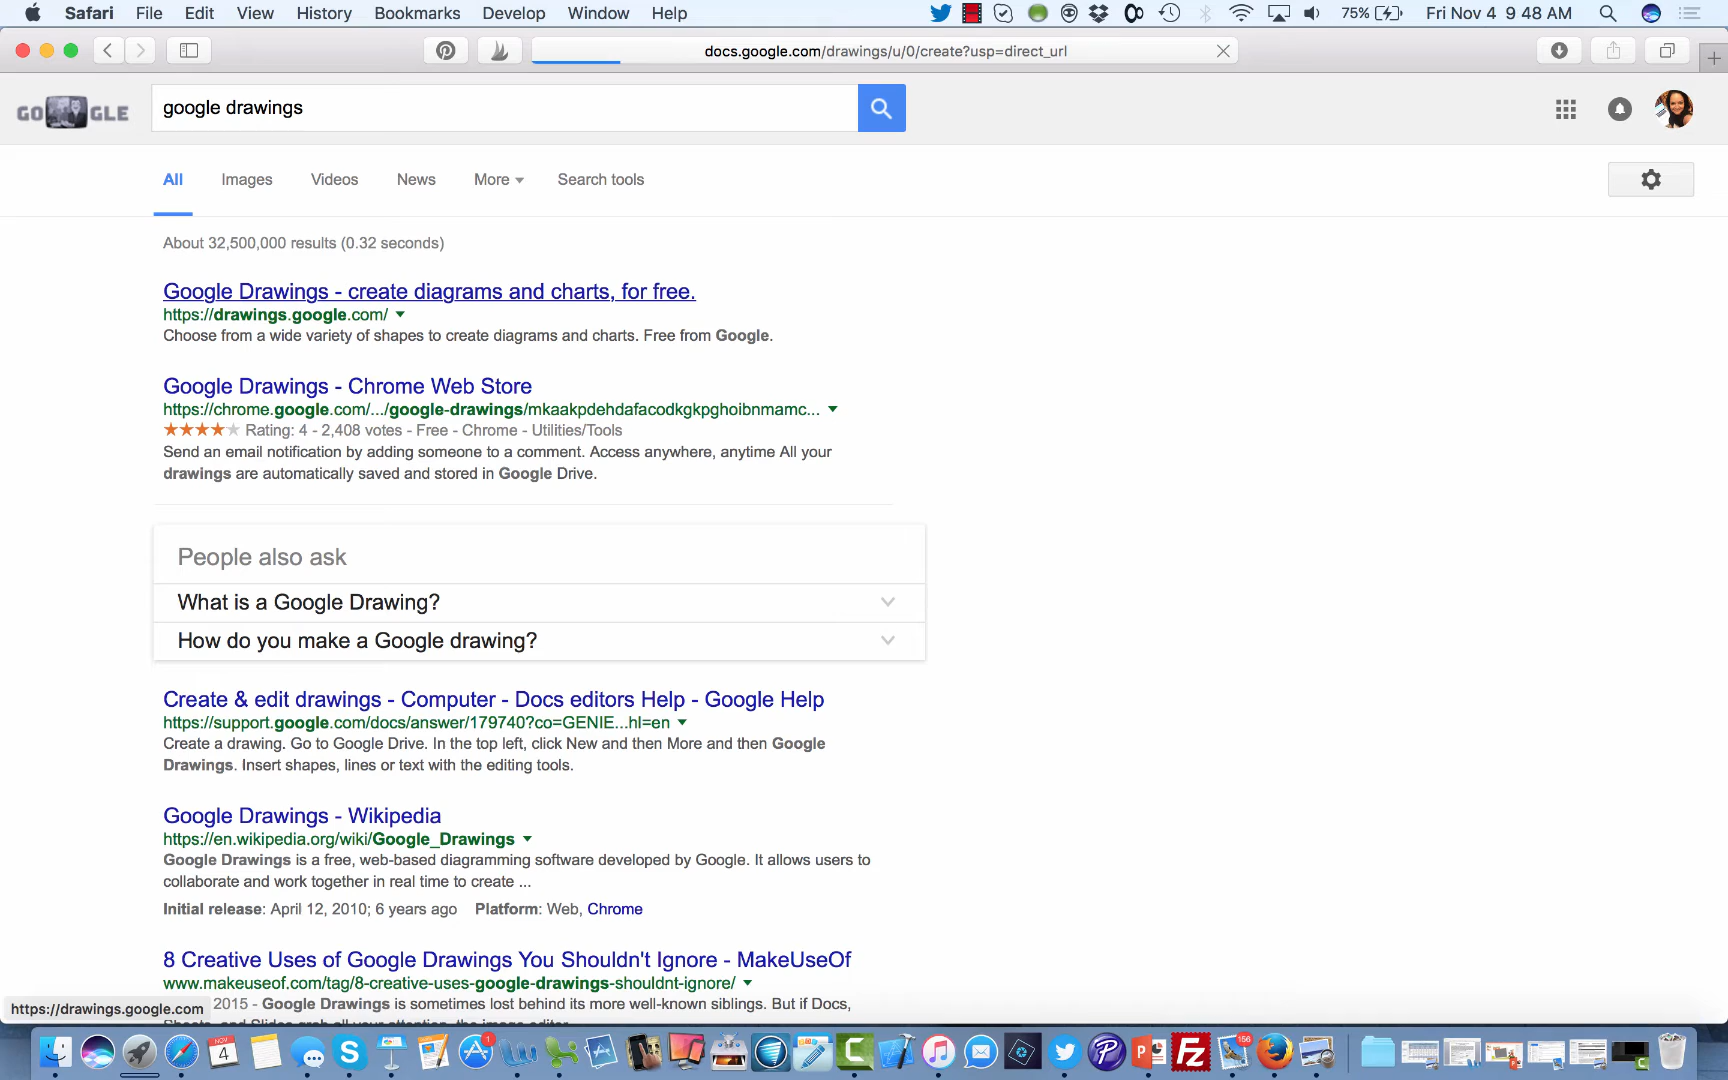 Safari File Edit View History Bookmarks Develop Window Help 75% Fri Nov 4 9 48 AM
docs.google.com/drawings/u/0/create?usp=direct_url
GO GLE google drawings
All Images Videos News More Search tools
About 32,500,000 results (0.32 seconds)
Google Drawings - create diagrams and charts, for free.
https://drawings.google.com/
Choose from a wide variety of shapes to create diagrams and charts. Free from Google.
Google Drawings - Chrome Web Store
https://chrome.google.com/.../google-drawings/mkaakpdehdafacodkgkpghoibnmamc...
Rating: 4 - 2,408 votes - Free - Chrome - Utilities/Tools
Send an email notification by adding someone to a comment. Access anywhere, anytime All your
drawings are automatically saved and stored in Google Drive.
People also ask
What is a Google Drawing?
How do you make a Google drawing?
Create & edit drawings - Computer - Docs editors Help - Google Help
https://support.google.com/docs/answer/179740?co=GENIE...hl=en
Create a drawing. Go to Google Drive. In the top left, click New and then More and then Google
Drawings. Insert shapes, lines or text with the editing tools.
Google Drawings - Wikipedia
https://en.wikipedia.org/wiki/Google_Drawings
Google Drawings is a free, web-based diagramming software developed by Google. It allows users to
collaborate and work together in real time to create ...
Initial release: April 12, 2010; 6 years ago Platform: Web, Chrome
8 Creative Uses of Google Drawings You Shouldn't Ignore - MakeUseOf
www.makeuseof.com/tag/8-creative-uses-google-drawings-shouldnt-ignore/
2015 - Google Drawings is sometimes lost behind its more well-known siblings. But if Docs,
https://drawings.google.com
NOV 4 1 156